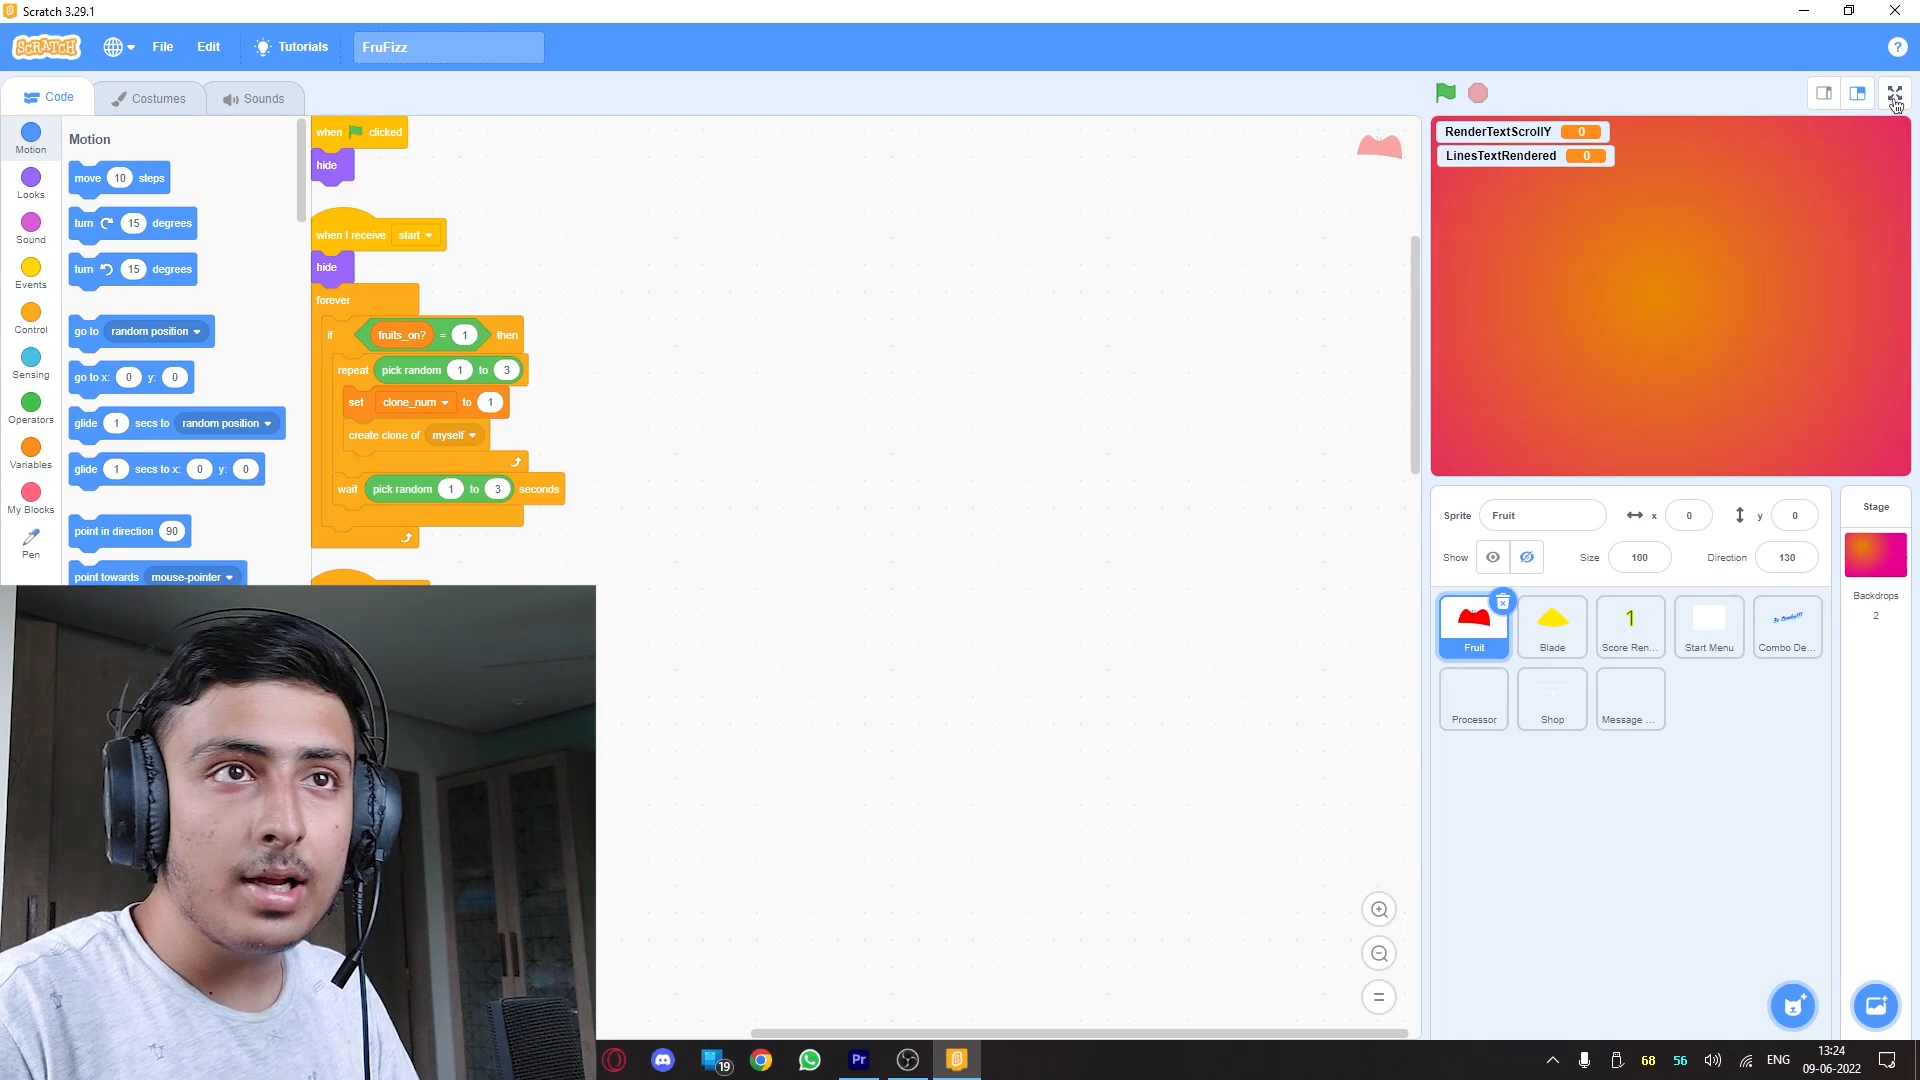 Scratch 3.29.1
SCRATCH File Edit Tutorials FruFizz ?
Code Costumes Sounds
Motion
Looks
Sound
Events
Control
Sensing
Operators
Variables
My Blocks
Pen
Motion
move 10 steps
turn 15 degrees
turn 15 degrees
go to random position
go to x: 0 y: 0
glide 1 secs to random position
glide 1 secs to x: 0 y: 0
point in direction 90
point towards mouse-pointer
when clicked
hide
when I receive start
hide
forever
if fruits_on? = 1 then
repeat pick random 1 to 3
set clone_num to 1
create clone of myself
wait pick random 1 to 3 seconds
RenderTextScrollY 0
LinesTextRendered 0
Sprite Fruit x 0 y 0
Show Size 100 Direction 130
Fruit
Blade
1
Score Ren...
Start Menu
3x Combo!!!
Combo De...
Processor
Shop
Message ...
Stage
Backdrops
2
19 Pr 68 56 ENG
13:24
09-06-2022